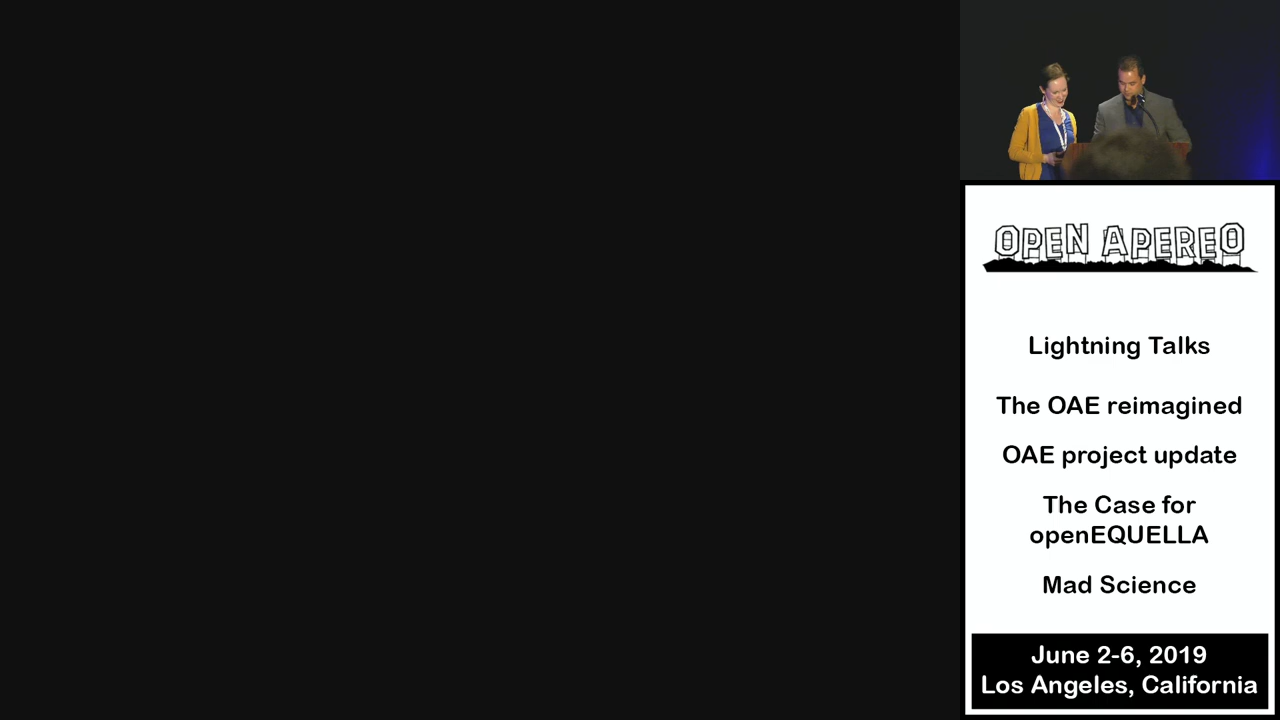 OPEN APEREO
Lightning Talks
The OAE reimagined
OAE project update
The Case for
openEQUELLA
Mad Science
June 2-6, 2019
Los Angeles, California